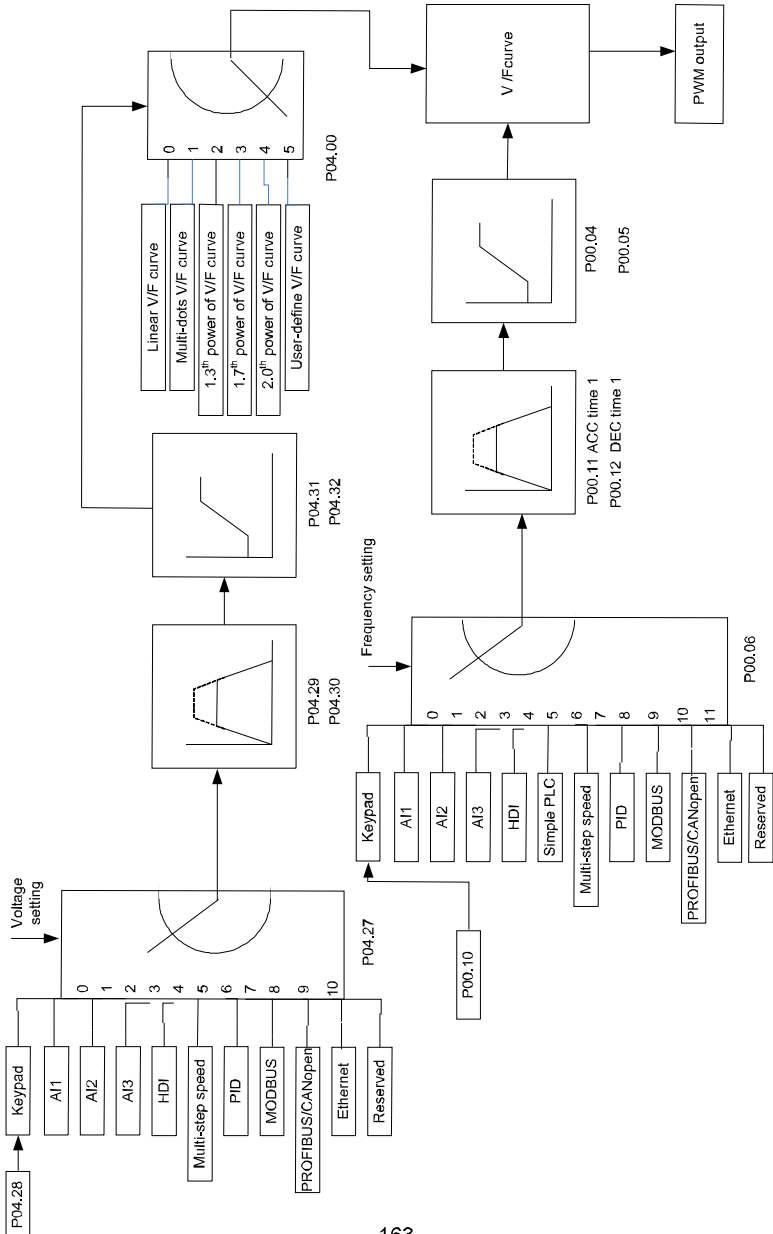 P04.28
Keypad
AI1
AI2
AI3
HDI
Multi-step speed
PID
MODBUS
PROFIBUS/CANopen
Ethernet
Reserved
Voltage
setting
0
1
2
3
4
5
6
7
8
9
10
P04.27
P04.29
P04.30
P04.31
P04.32
Linear V/F curve
Multi-dots V/F curve
1.3th power of V/F curve
1.7th power of V/F curve
2.0th power of V/F curve
User-define V/F curve
0
1
2
3
4
5
P04.00
P00.10
Keypad
AI1
AI2
AI3
HDI
Simple PLC
Multi-step speed
PID
MODBUS
PROFIBUS/CANopen
Ethernet
Reserved
Frequency setting
0
1
2
3
4
5
6
7
8
9
10
11
P00.06
P00.11 ACC time 1
P00.12 DEC time 1
P00.04
P00.05
V /Fcurve
PWM output
163